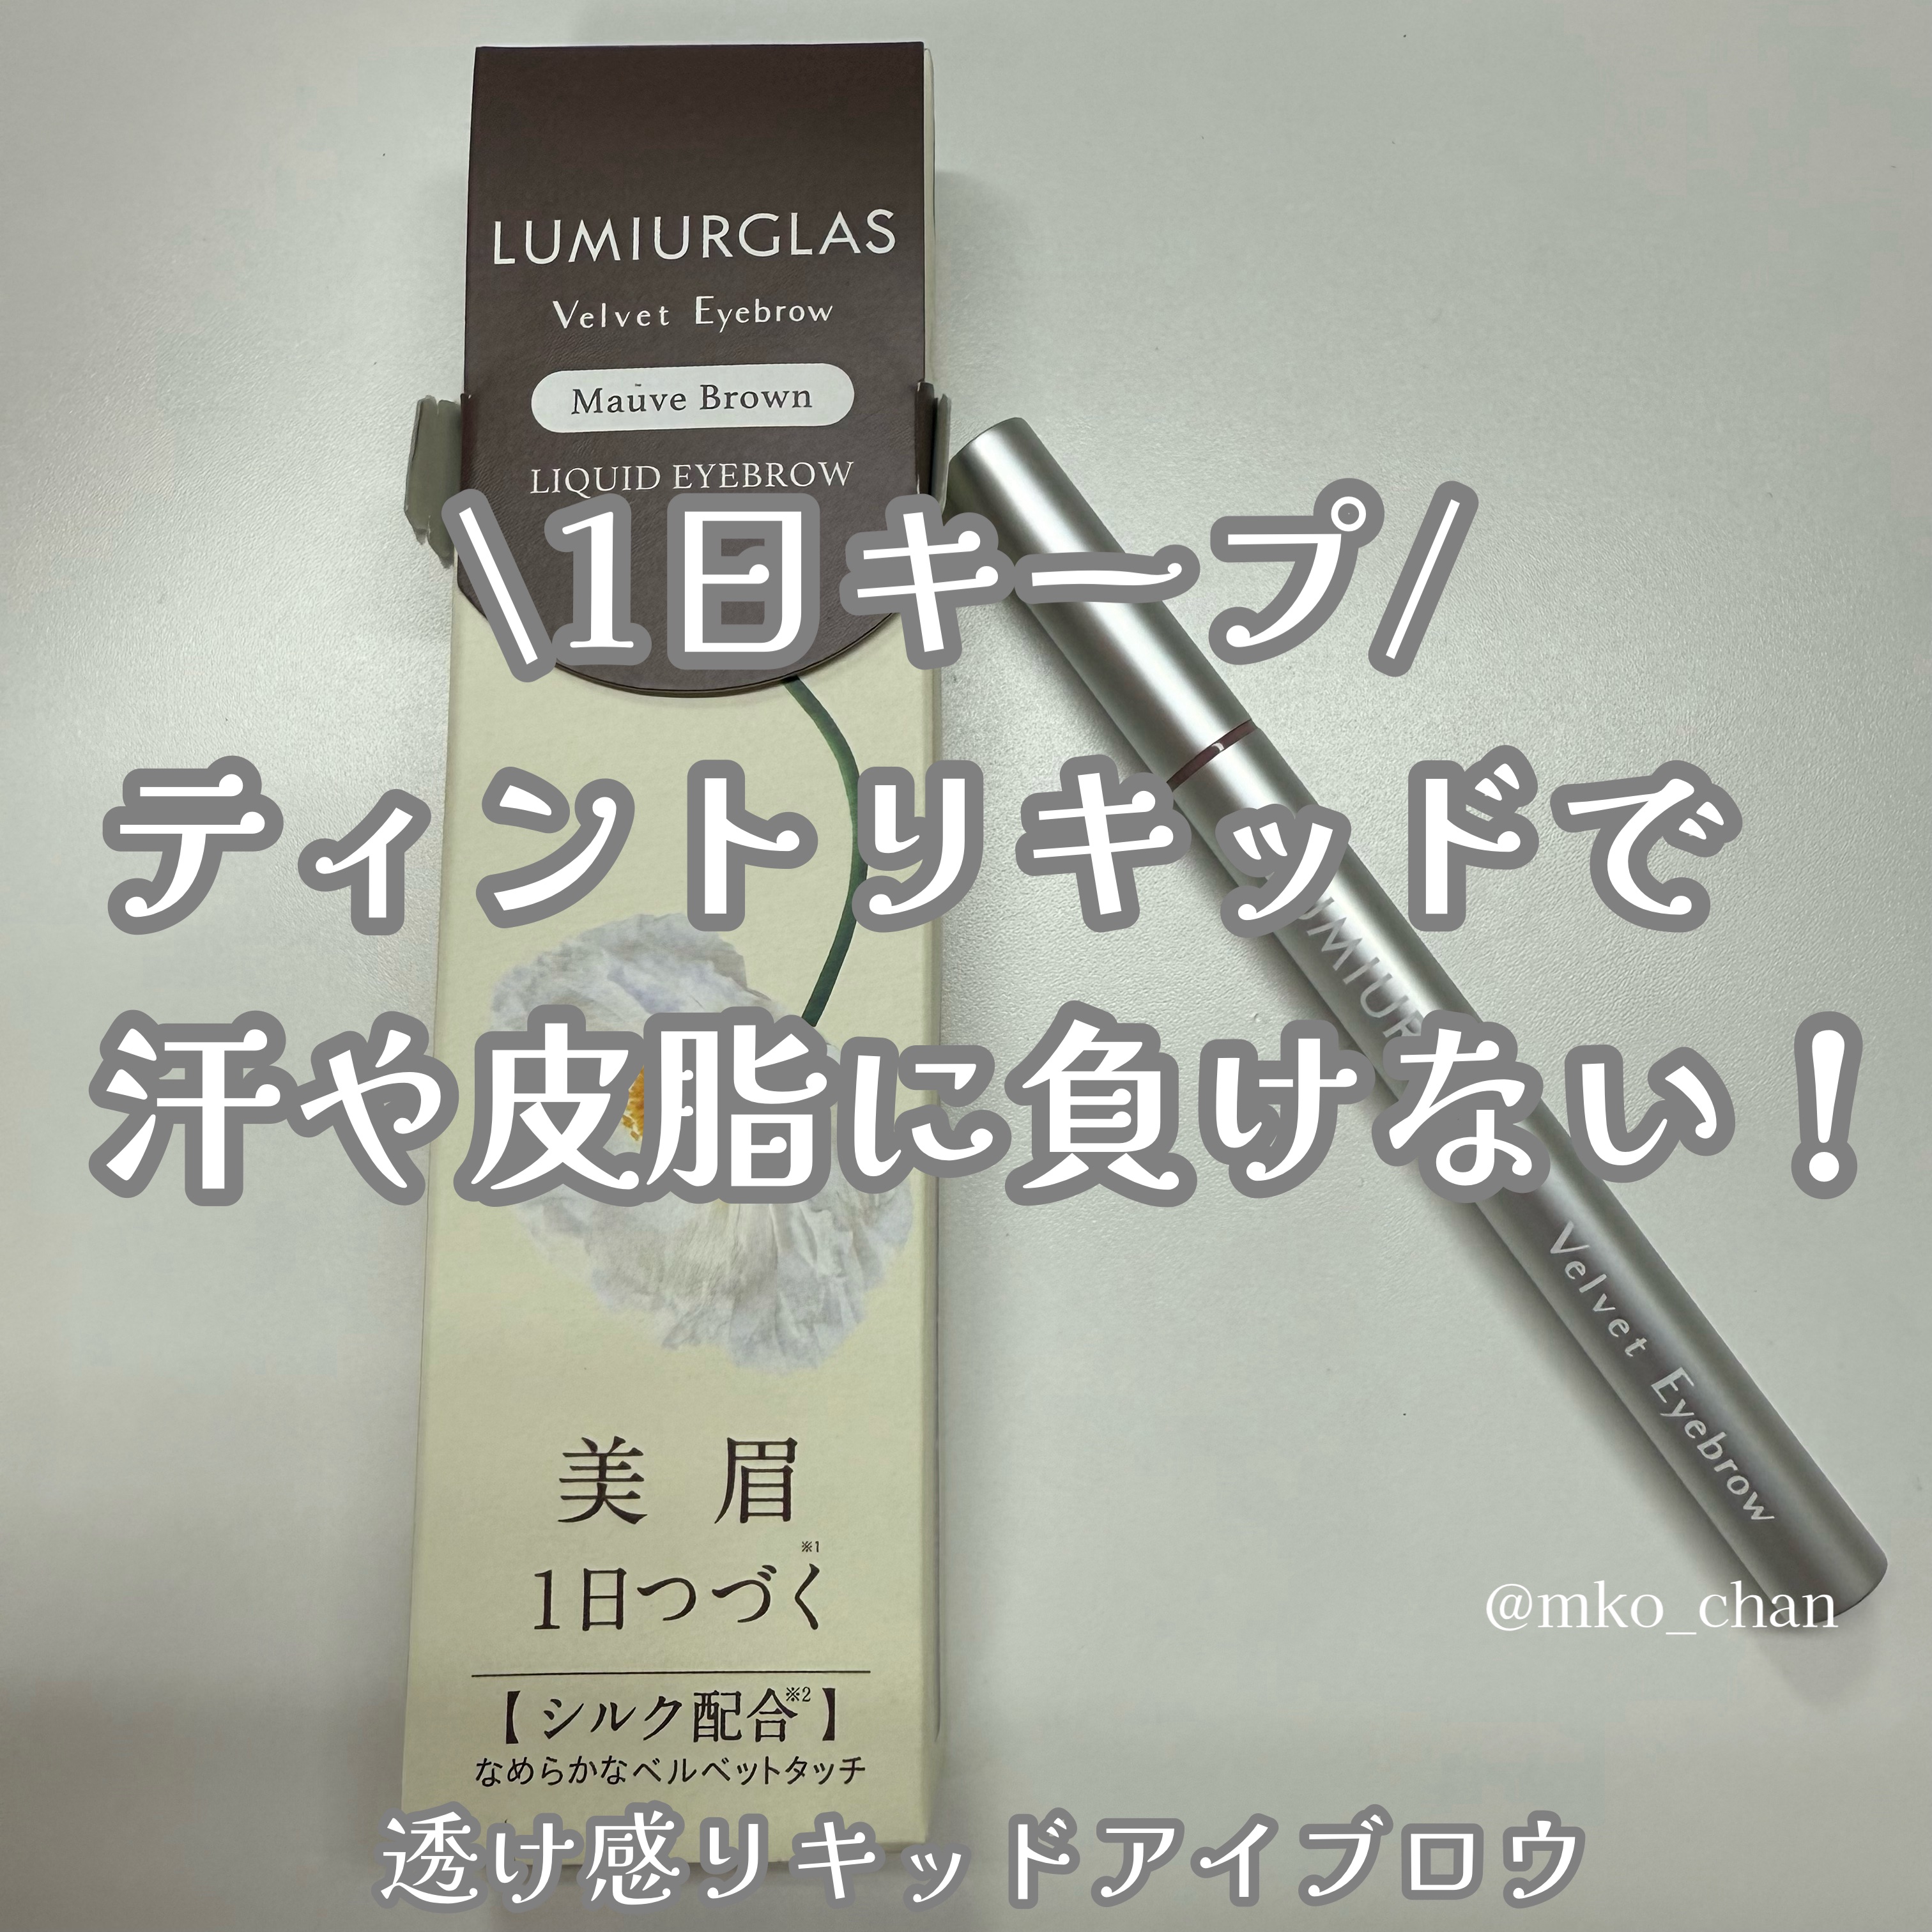 LUMIURGLAS
Velvet Eyebrow
Mauve Brown
LIQUID EYEBROW
\1日キープ/
ティントリキッドで
汗や皮脂に負けない！
Velvet Eyebrow
美眉
1日つづく※1
【シルク配合※2】
なめらかなベルベットタッチ
@mko_chan
透け感リキッドアイブロウ